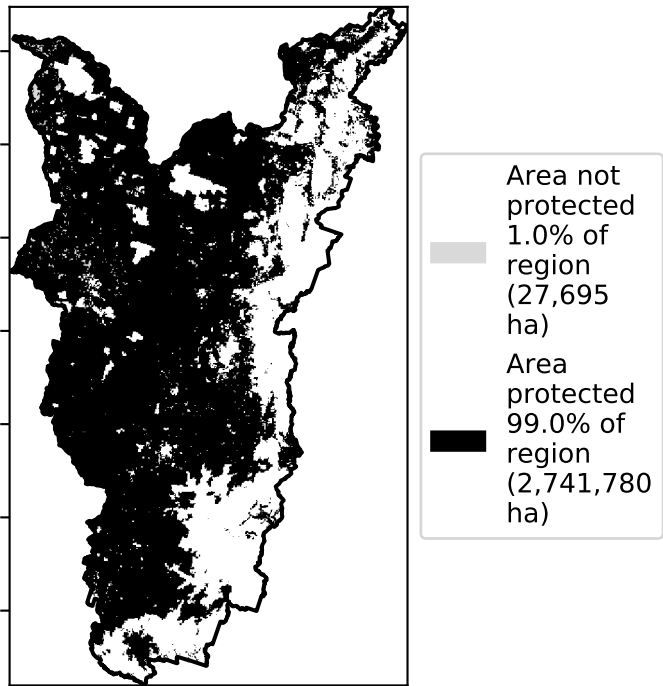 Area not
protected
1.0% of
region
(27,695
ha)
Area
protected
99.0% of
region
(2,741,780
ha)